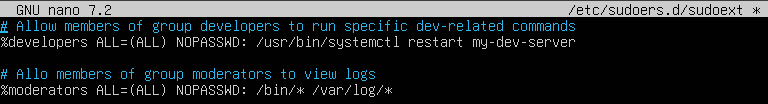 GNU nano 7.2 /etc/sudoers.d/sudoext *
# Allow members of group developers to run specific dev-related commands
%developers ALL=(ALL) NOPASSWD: /usr/bin/systemctl restart my-dev-server
# Allo members of group moderators to view logs
%moderators ALL=(ALL) NOPASSWD: /bin/* /var/log/*